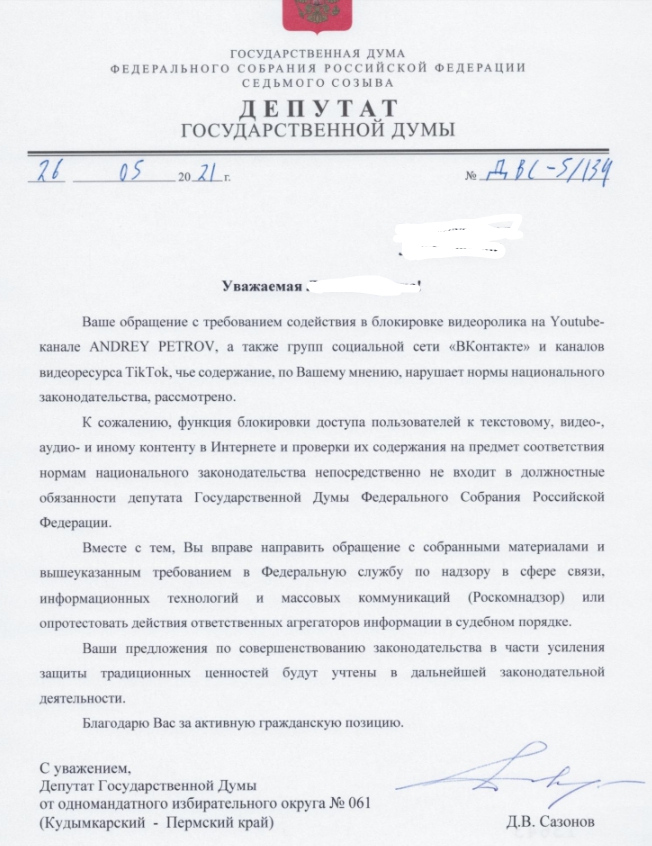 ГОСУДАРСТВЕННАЯ ДУМА
ФЕДЕРАЛЬНОГО СОБРАНИЯ РОССИЙСКОЙ ФЕДЕРАЦИИ
СЕДЬМОГО СОЗЫВА
ДЕПУТАТ
ГОСУДАРСТВЕННОЙ ДУМЫ
26 05 2021 г. № ДВС-5/134
Уважаемая !
Ваше обращение с требованием содействия в блокировке видеоролика на Youtube-
канале ANDREY PETROV, а также групп социальной сети «ВКонтакте» и каналов
видеоресурса TikTok, чье содержание, по Вашему мнению, нарушает нормы национального
законодательства, рассмотрено.
К сожалению, функция блокировки доступа пользователей к текстовому, видео-,
аудио- и иному контенту в Интернете и проверки их содержания на предмет соответствия
нормам национального законодательства непосредственно не входит в должностные
обязанности депутата Государственной Думы Федерального Собрания Российской
Федерации.
Вместе с тем, Вы вправе направить обращение с собранными материалами и
вышеуказанным требованием в Федеральную службу по надзору в сфере связи,
информационных технологий и массовых коммуникаций (Роскомнадзор) или
опротестовать действия ответственных агрегаторов информации в судебном порядке.
Ваши предложения по совершенствованию законодательства в части усиления
защиты традиционных ценностей будут учтены в дальнейшей законодательной
деятельности.
Благодарю Вас за активную гражданскую позицию.
С уважением,
Депутат Государственной Думы
от одномандатного избирательного округа № 061
(Кудымкарский - Пермский край) Д.В. Сазонов